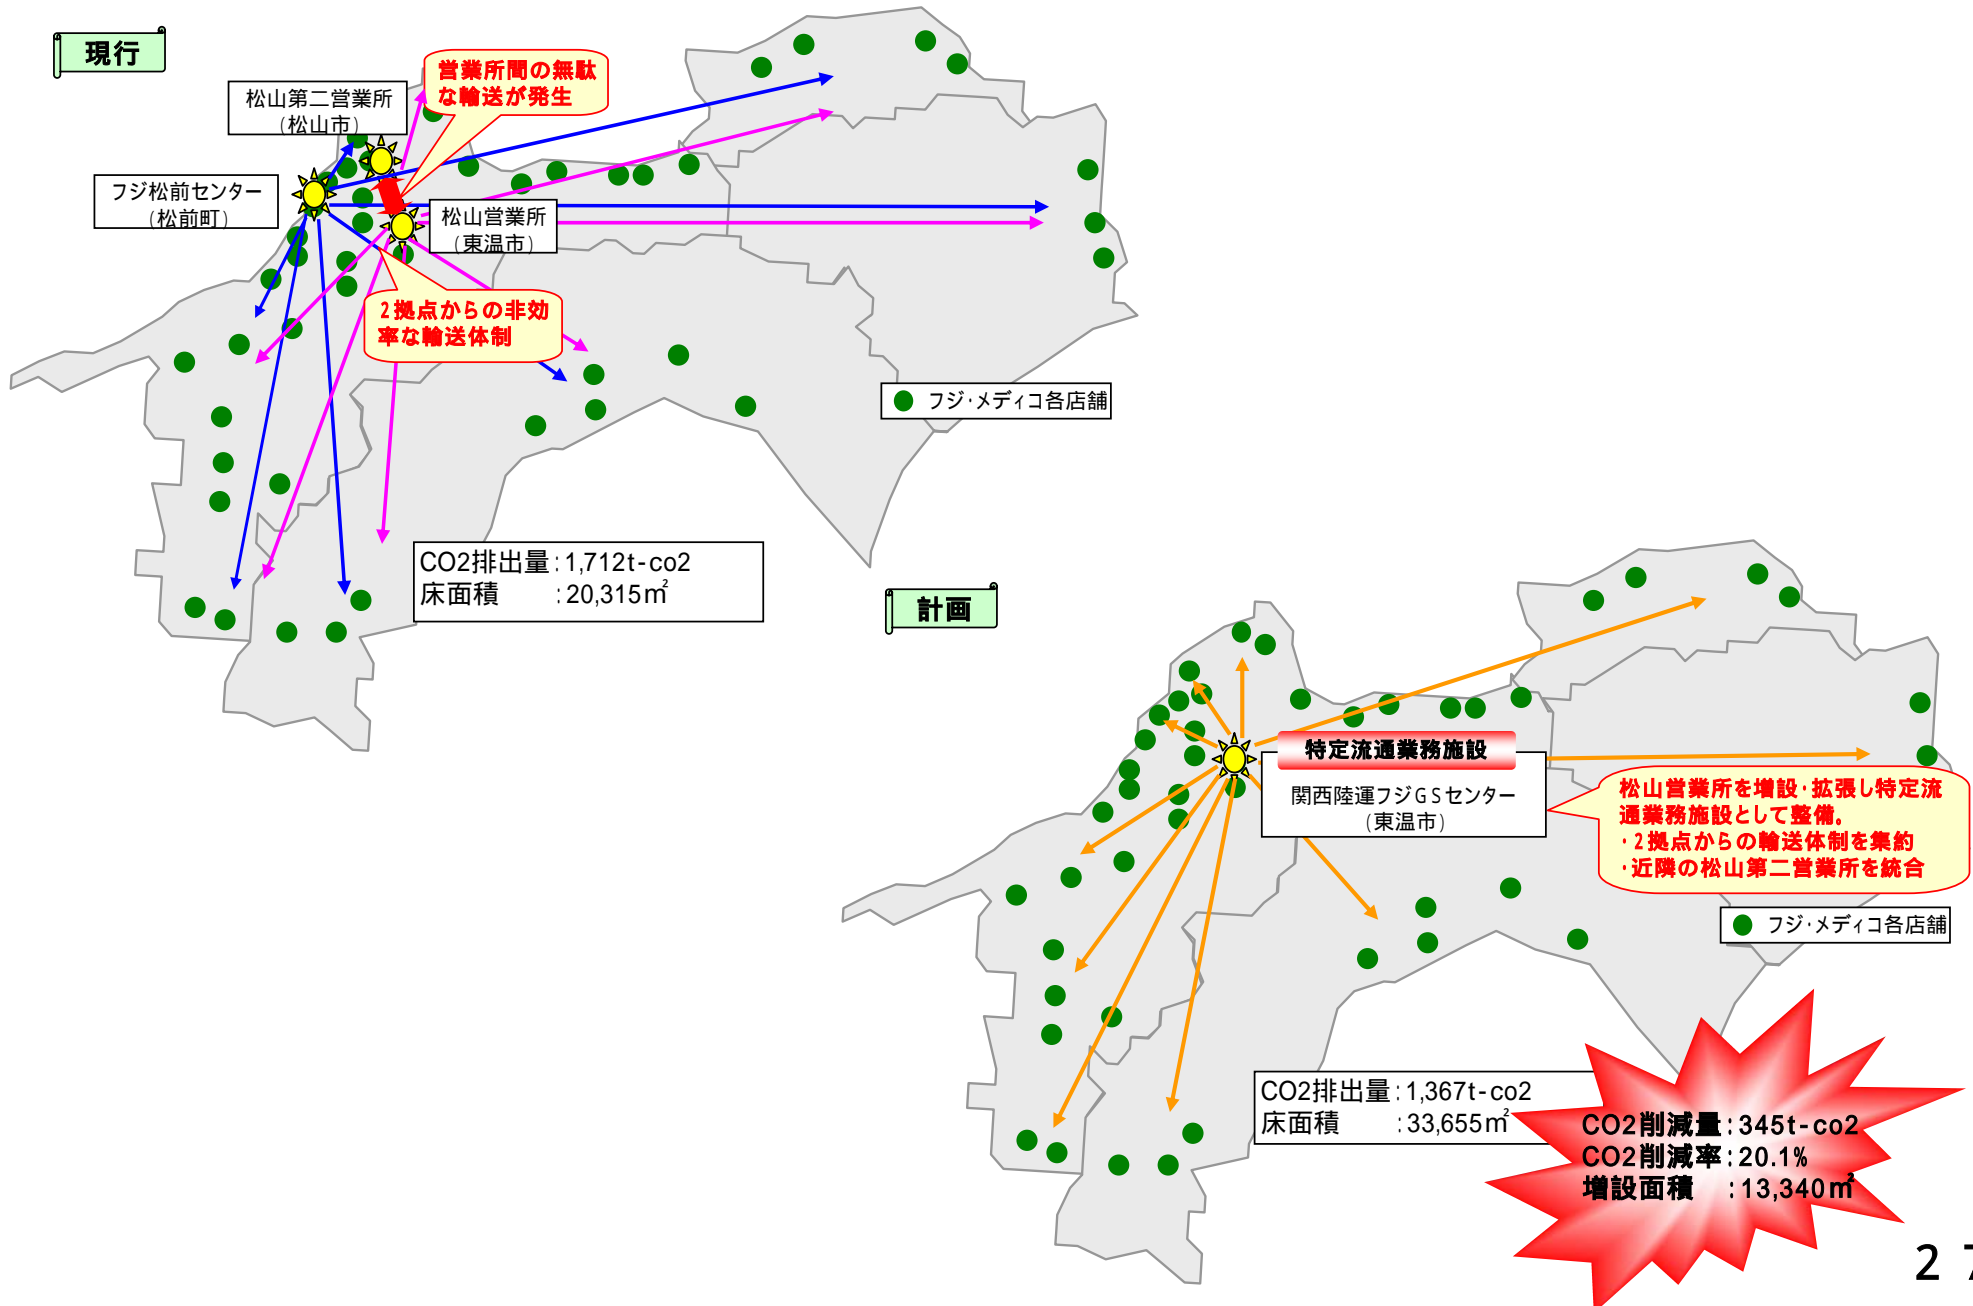 現行
営業所間の無駄
な輸送が発生
松山第二営業所
(松山市)
フジ松前センター
(松前町)
松山営業所
(東温市)
2拠点からの非効
率な輸送体制
フジ・メディコ各店舗
CO2排出量:1,712t-co2
床面積 :20,315㎡
計画
特定流通業務施設
関西陸運フジGSセンター
(東温市)
松山営業所を増設・拡張し特定流
通業務施設として整備。
・2拠点からの輸送体制を集約
・近隣の松山第二営業所を統合
フジ・メディコ各店舗
CO2排出量:1,367t-co2
床面積 :33,655㎡
CO2削減量:345t-co2
CO2削減率:20.1%
増設面積 :13,340㎡
27